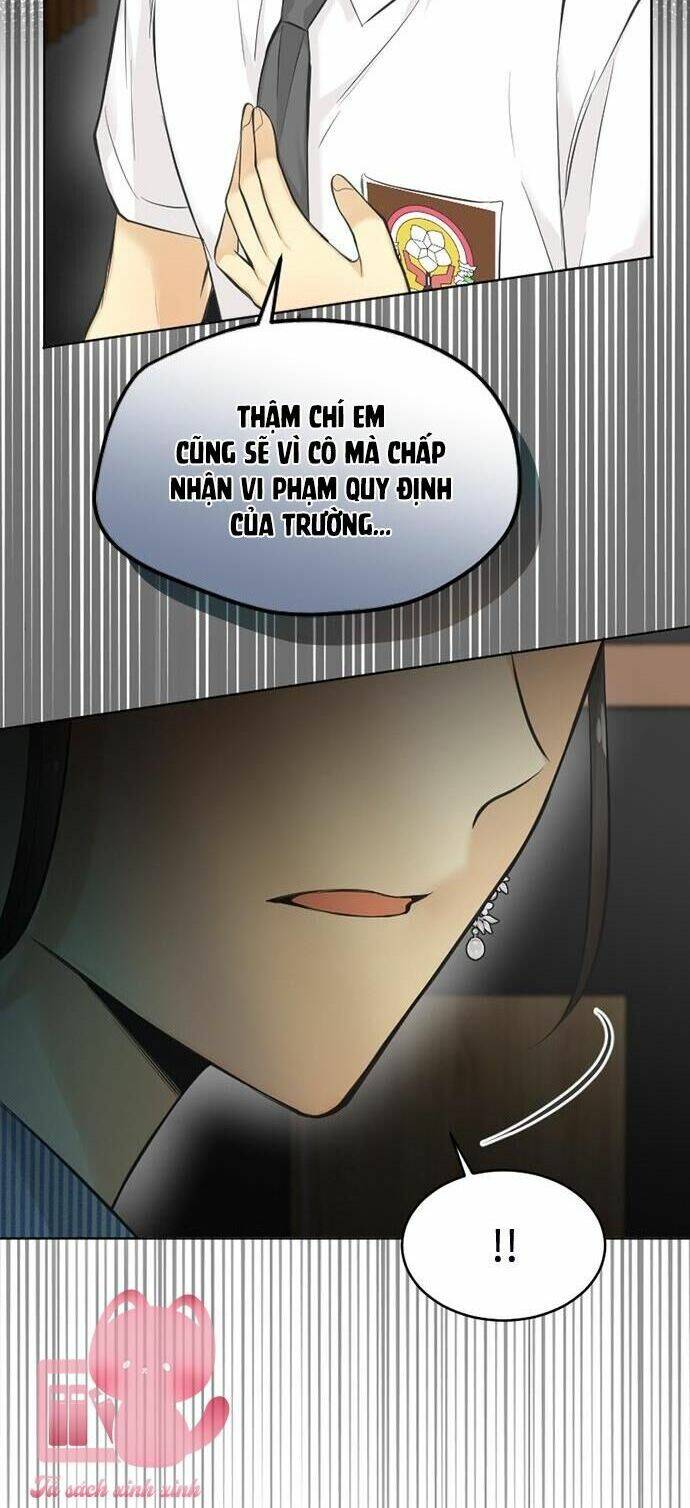 THẬM CHÍ EM
CŨNG SẼ VÌ CÔ MÀ CHẤP
NHẬN VI PHẠM QUY ĐỊNH
CỦA TRƯỜNG...
!!
Tủ sách xinh xinh